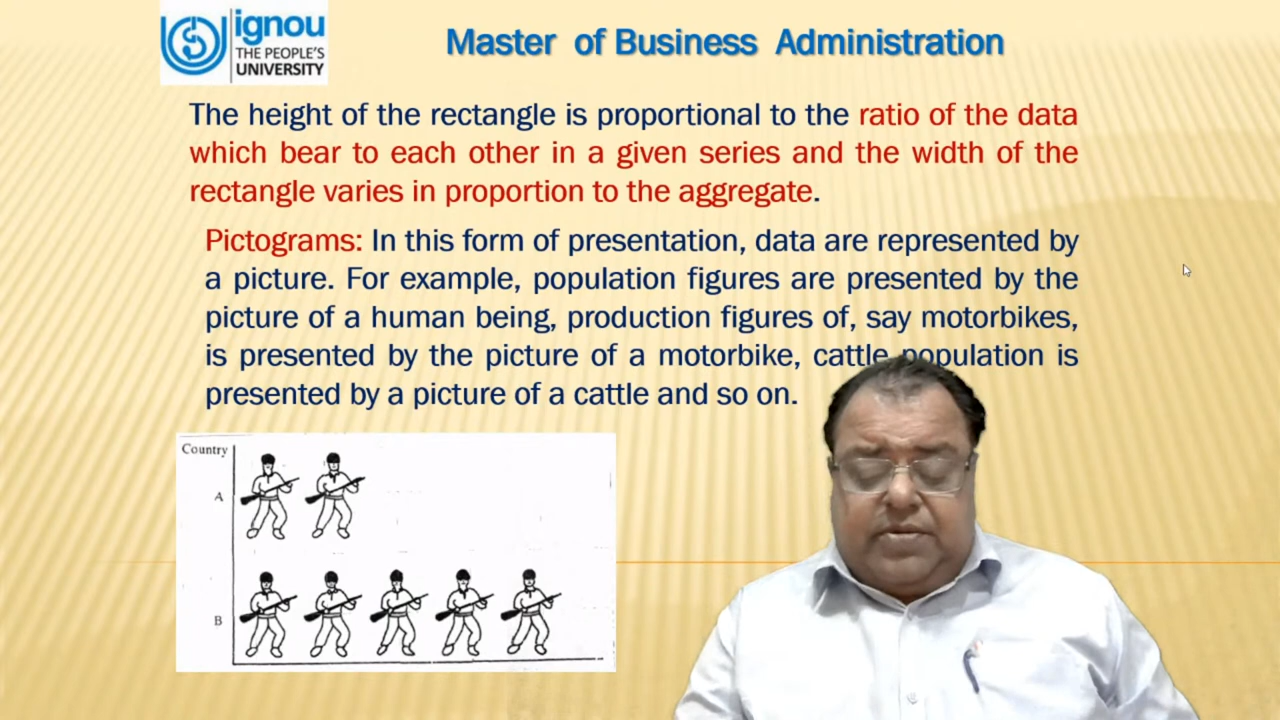 ignou
THE PEOPLE'S
UNIVERSITY
Master of Business Administration
The height of the rectangle is proportional to the ratio of the data
which bear to each other in a given series and the width of the
rectangle varies in proportion to the aggregate.
Pictograms: In this form of presentation, data are represented by
a picture. For example, population figures are presented by the
picture of a human being, production figures of, say motorbikes,
is presented by the picture of a motorbike, cattle population is
presented by a picture of a cattle and so on.
Country
A
B